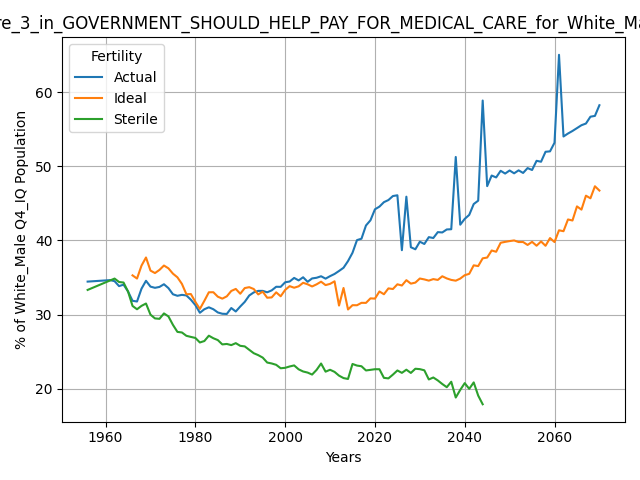 re_3_in_GOVERNMENT_SHOULD_HELP_PAY_FOR_MEDICAL_CARE_for_White_Ma
Fertility
Actual
Ideal
Sterile
% of White_Male Q4_IQ Population
60
50
40
30
20
1960
1980
2000
2020
2040
2060
Years